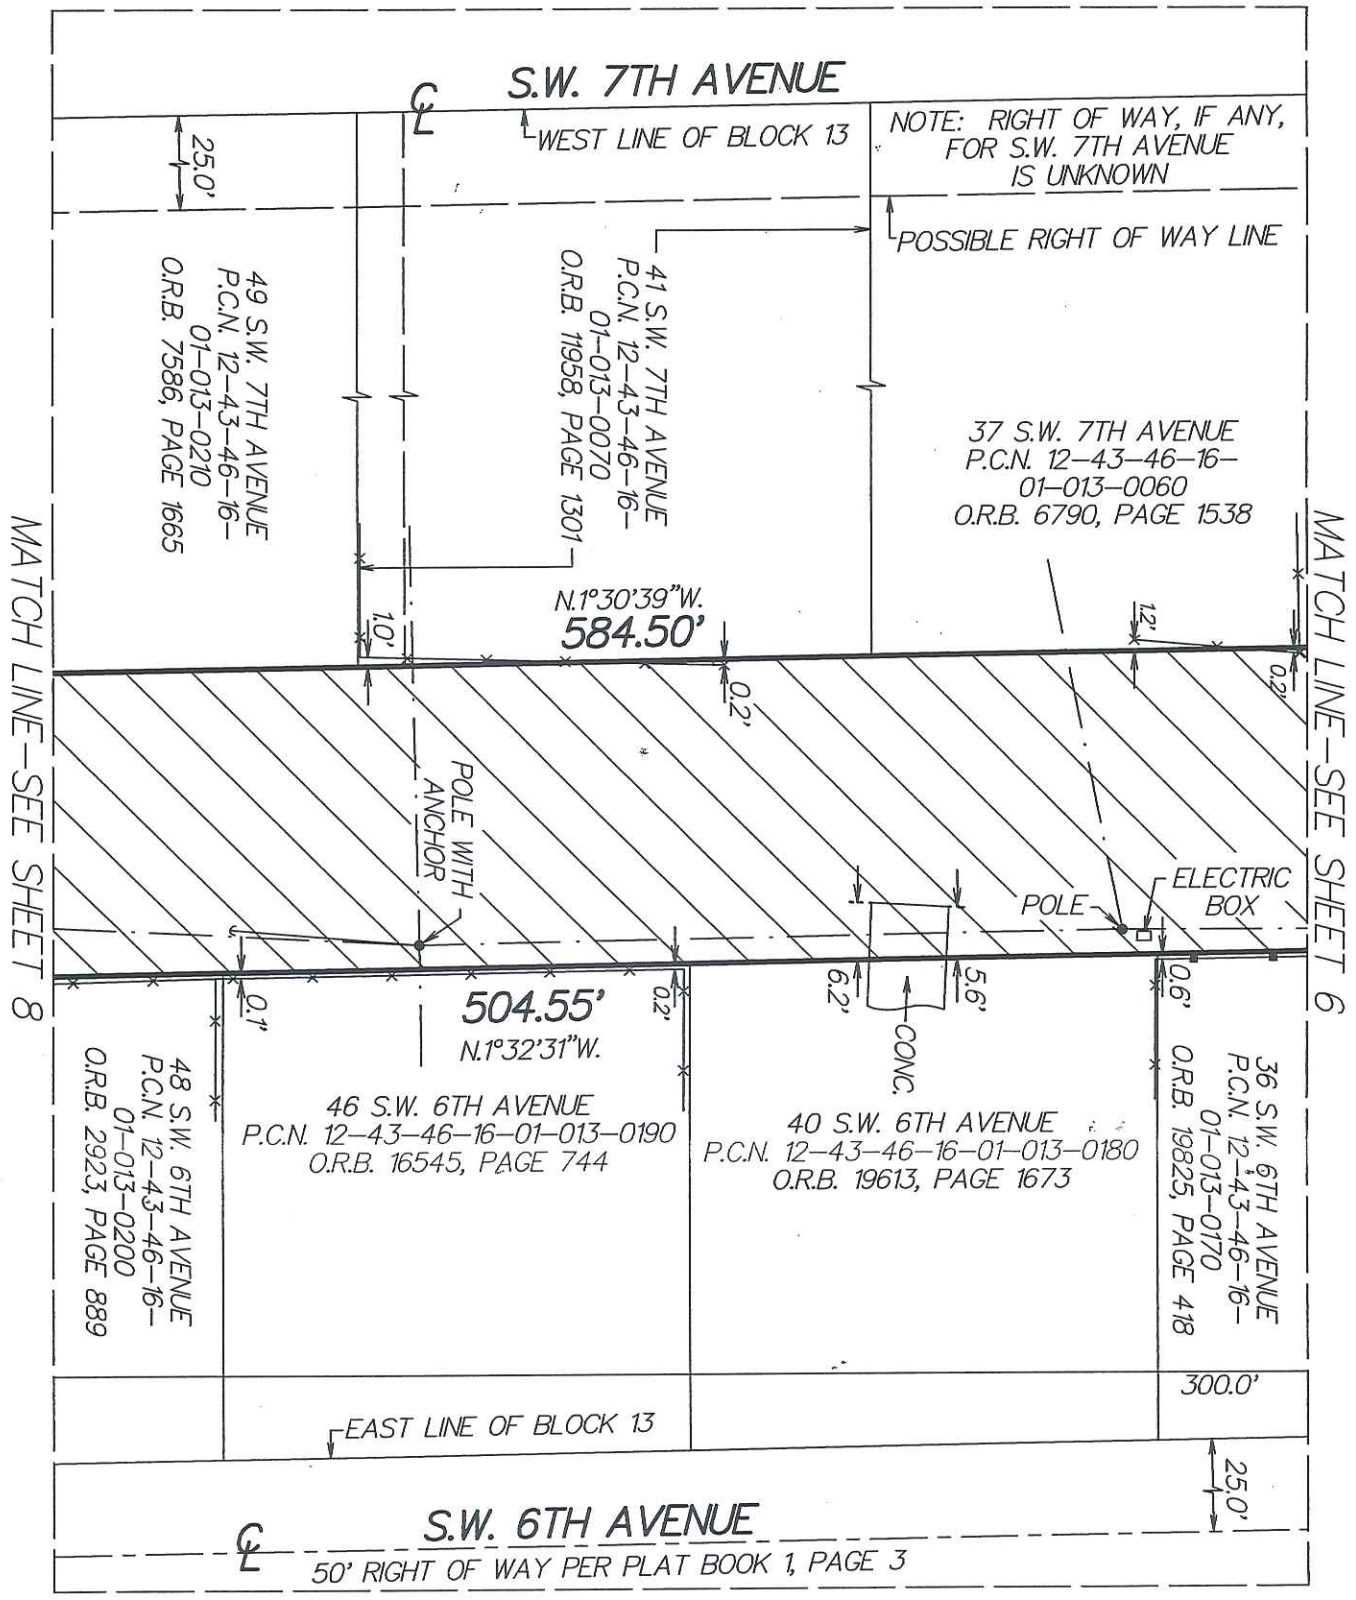 S.W. 7TH AVENUE
℄
WEST LINE OF BLOCK 13
NOTE: RIGHT OF WAY, IF ANY,
FOR S.W. 7TH AVENUE
IS UNKNOWN
25.0'
POSSIBLE RIGHT OF WAY LINE
49 S.W. 7TH AVENUE
P.C.N. 12-43-46-16-
01-013-0210
O.R.B. 7586, PAGE 1665
41 S.W. 7TH AVENUE
P.C.N. 12-43-46-16-
01-013-0070
O.R.B. 11958, PAGE 1301
37 S.W. 7TH AVENUE
P.C.N. 12-43-46-16-
01-013-0060
O.R.B. 6790, PAGE 1538
MATCH LINE-SEE SHEET 8
MATCH LINE-SEE SHEET 6
N.1°30'39"W.
584.50'
1.0'
0.2'
1.2'
0.2'
POLE WITH
ANCHOR
POLE
ELECTRIC
BOX
0.1'
504.55'
N.1°32'31"W.
0.2'
6.2'
CONC.
5.6'
0.6'
48 S.W. 6TH AVENUE
P.C.N. 12-43-46-16-
01-013-0200
O.R.B. 2923, PAGE 889
46 S.W. 6TH AVENUE
P.C.N. 12-43-46-16-01-013-0190
O.R.B. 16545, PAGE 744
40 S.W. 6TH AVENUE
P.C.N. 12-43-46-16-01-013-0180
O.R.B. 19613, PAGE 1673
36 S.W. 6TH AVENUE
P.C.N. 12-43-46-16-
01-013-0170
O.R.B. 19825, PAGE 418
300.0'
EAST LINE OF BLOCK 13
25.0'
S.W. 6TH AVENUE
℄
50' RIGHT OF WAY PER PLAT BOOK 1, PAGE 3